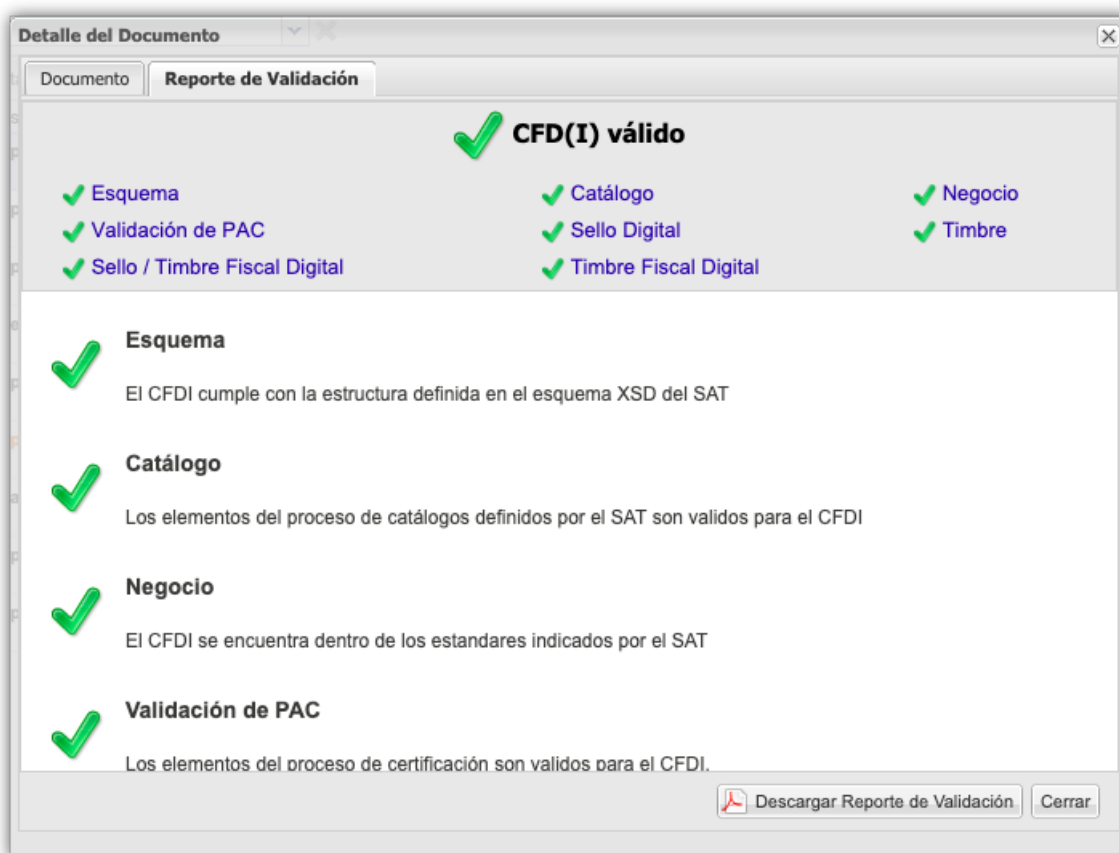 Detalle del Documento
Documento
Reporte de Validación
CFD(I) válido
Esquema
Catálogo
Negocio
Validación de PAC
Sello Digital
Timbre
Sello / Timbre Fiscal Digital
Timbre Fiscal Digital
Esquema
El CFDI cumple con la estructura definida en el esquema XSD del SAT
Catálogo
Los elementos del proceso de catálogos definidos por el SAT son validos para el CFDI
Negocio
El CFDI se encuentra dentro de los estandares indicados por el SAT
Validación de PAC
Los elementos del proceso de certificación son validos para el CFDI.
Descargar Reporte de Validación
Cerrar